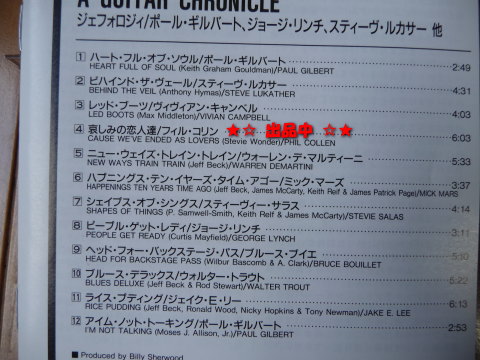 A GUITAR CHRONICLE
ジェフォロジィ/ポール・ギルバート、ジョージ・リンチ、スティーヴ・ルカサー 他
1 ハート・フル・オブ・ソウル/ポール・ギルバート
HEART FULL OF SOUL (Keith Graham Gouldman)/PAUL GILBERT 2:49
2 ビハインド・ザ・ヴェール/スティーヴ・ルカサー
BEHIND THE VEIL (Anthony Hymas)/STEVE LUKATHER 4:31
3 レッド・ブーツ/ヴィヴィアン・キャンベル
LED BOOTS (Max Middleton)/VIVIAN CAMPBELL 4:03
4 哀しみの恋人達/フィル・コリン ★☆ 出品中 ☆★
CAUSE WE'VE ENDED AS LOVERS (Stevie Wonder)/PHIL COLLEN 6:03
5 ニュー・ウェイズ・トレイン・トレイン/ウォーレン・デ・マルティーニ
NEW WAYS TRAIN TRAIN (Jeff Beck)/WARREN DEMARTINI 5:33
6 ハプニングス・テン・イヤーズ・タイム・アゴー/ミック・マーズ
HAPPENINGS TEN YEARS TIME AGO (Jeff Beck, James McCarty, Keith Reif & James Patrick Page)/MICK MARS 3:37
7 シェイプス・オブ・シングス/スティーヴィー・サラス
SHAPES OF THINGS (P. Samwell-Smith, Keith Reif & James McCarty)/STEVIE SALAS 4:14
8 ピープル・ゲット・レディ/ジョージ・リンチ
PEOPLE GET READY (Curtis Mayfield)/GEORGE LYNCH 3:11
9 ヘッド・フォー・バックステージ・パス/ブルース・ブイエ
HEAD FOR BACKSTAGE PASS (Wilbur Bascomb & A. Clark)/BRUCE BOUILLET 5:10
10 ブルース・デラックス/ウォルター・トラウト
BLUES DELUXE (Jeff Beck & Rod Stewart)/WALTER TROUT 5:22
11 ライス・プディング/ジェイク・E・リー
RICE PUDDING (Jeff Beck, Ronald Wood, Nicky Hopkins & Tony Newman)/JAKE E. LEE 6:13
12 アイム・ノット・トーキング/ポール・ギルバート
I'M NOT TALKING (Moses J. Allison, Jr.)/PAUL GILBERT 2:53
■ Produced by Billy Sherwood